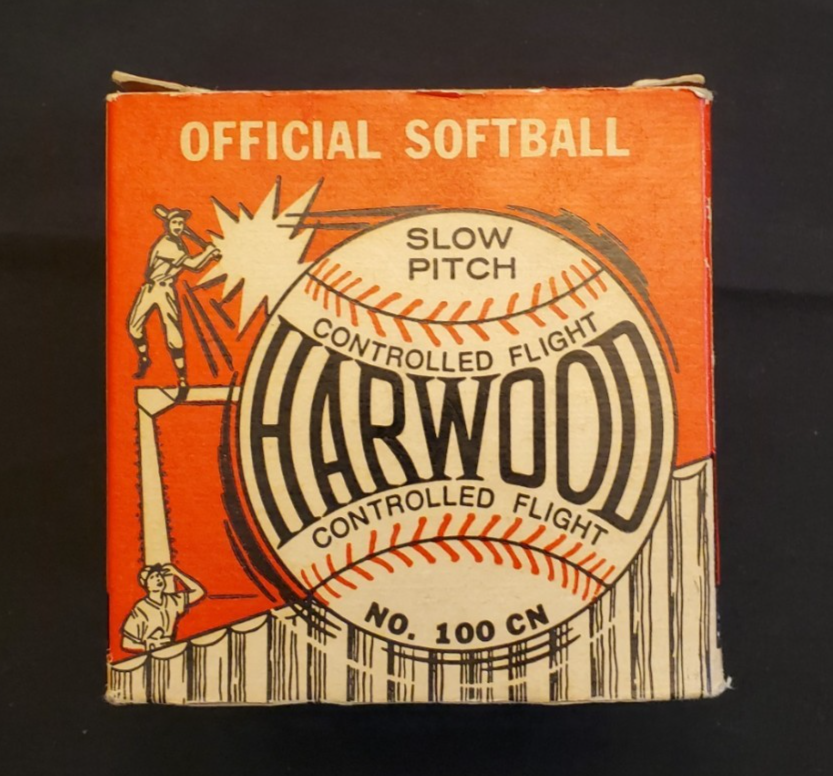 OFFICIAL SOFTBALL
SLOW
PITCH
CONTROLLED FLIGHT
HARWOOD
CONTROLLED FLIGHT
NO. 100 CN